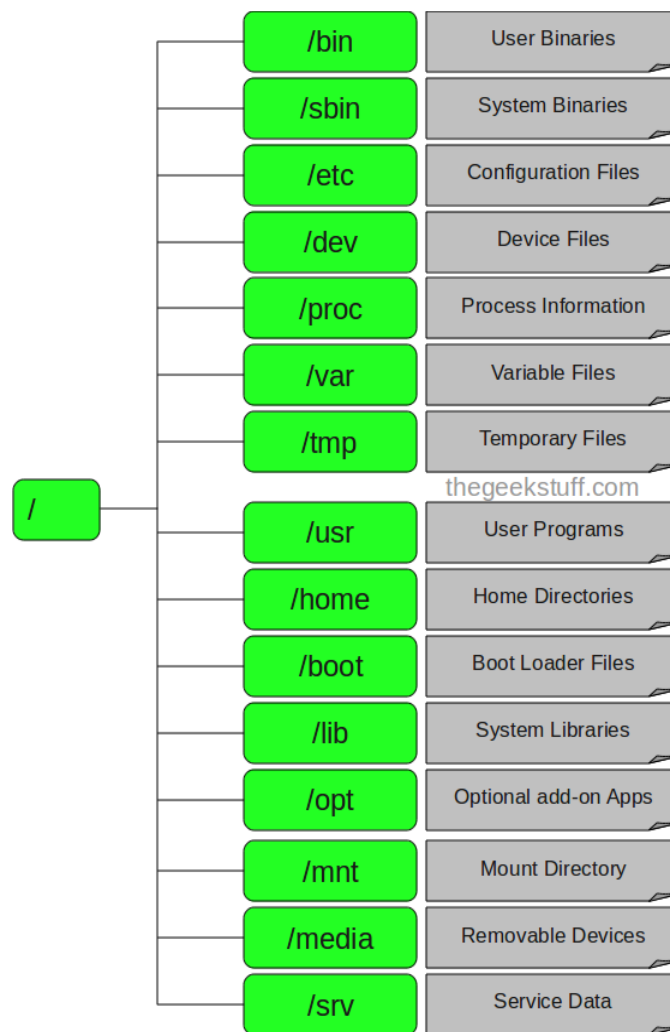 /bin User Binaries
/sbin System Binaries
/etc Configuration Files
/dev Device Files
/proc Process Information
/var Variable Files
/tmp Temporary Files
thegeekstuff.com
/
/usr User Programs
/home Home Directories
/boot Boot Loader Files
/lib System Libraries
/opt Optional add-on Apps
/mnt Mount Directory
/media Removable Devices
/srv Service Data